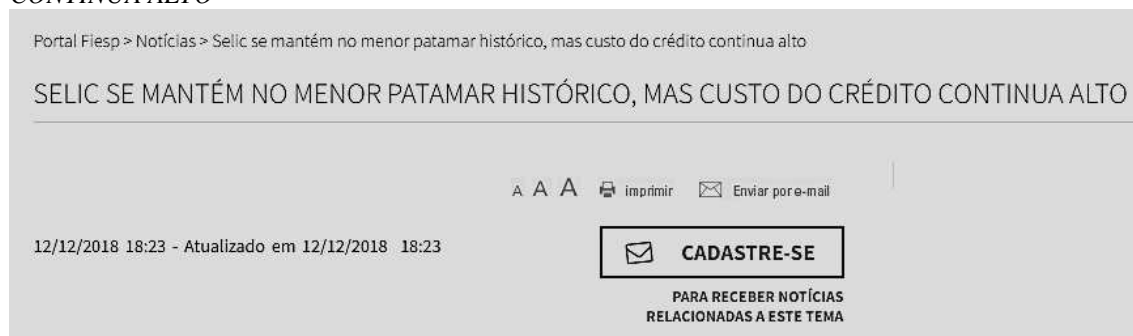 CONTINUA ALTO
Portal Fiesp > Notícias > Selic se mantém no menor patamar histórico, mas custo do crédito continua alto
SELIC SE MANTÉM NO MENOR PATAMAR HISTÓRICO, MAS CUSTO DO CRÉDITO CONTINUA ALTO
A A A imprimir Enviar por e-mail
12/12/2018 18:23 - Atualizado em 12/12/2018 18:23
CADASTRE-SE
PARA RECEBER NOTÍCIAS
RELACIONADAS A ESTE TEMA